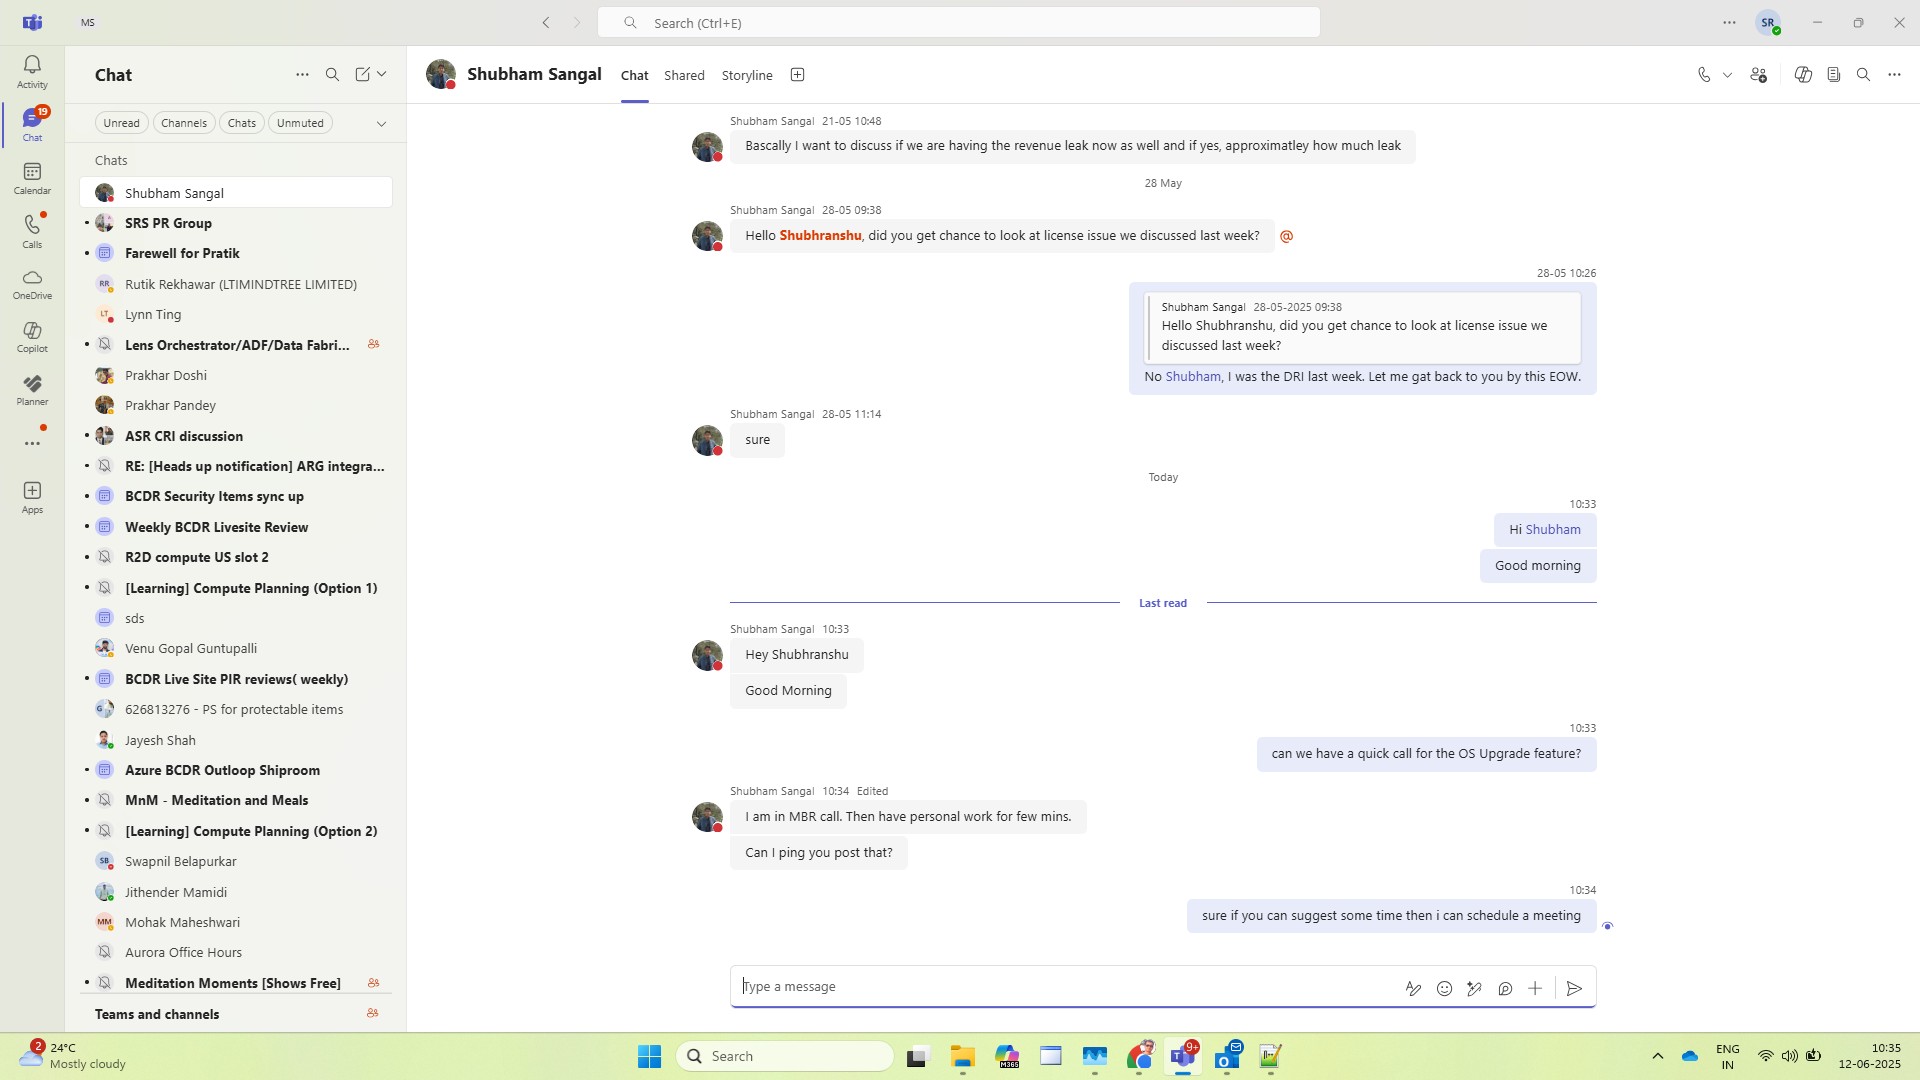 MS
Search (Ctrl+E)
SR
Activity
19
Chat
Calendar
Calls
OneDrive
Copilot
Planner
Apps
Chat
Unread
Channels
Chats
Unmuted
Chats
Shubham Sangal
SRS PR Group
Farewell for Pratik
RR
Rutik Rekhawar (LTIMINDTREE LIMITED)
LT
Lynn Ting
Lens Orchestrator/ADF/Data Fabri...
Prakhar Doshi
Prakhar Pandey
ASR CRI discussion
RE: [Heads up notification] ARG integra...
BCDR Security Items sync up
Weekly BCDR Livesite Review
R2D compute US slot 2
[Learning] Compute Planning (Option 1)
sds
Venu Gopal Guntupalli
BCDR Live Site PIR reviews( weekly)
626813276 - PS for protectable items
Jayesh Shah
Azure BCDR Outloop Shiproom
MnM - Meditation and Meals
[Learning] Compute Planning (Option 2)
SB
Swapnil Belapurkar
Jithender Mamidi
MM
Mohak Maheshwari
Aurora Office Hours
Meditation Moments [Shows Free]
Teams and channels
Shubham Sangal
Chat
Shared
Storyline
Shubham Sangal 21-05 10:48
Bascally I want to discuss if we are having the revenue leak now as well and if yes, approximatley how much leak
28 May
Shubham Sangal 28-05 09:38
Hello Shubhranshu, did you get chance to look at license issue we discussed last week?
@
28-05 10:26
Shubham Sangal 28-05-2025 09:38
Hello Shubhranshu, did you get chance to look at license issue we
discussed last week?
No Shubham, I was the DRI last week. Let me gat back to you by this EOW.
Shubham Sangal 28-05 11:14
sure
Today
10:33
Hi Shubham
Good morning
Last read
Shubham Sangal 10:33
Hey Shubhranshu
Good Morning
10:33
can we have a quick call for the OS Upgrade feature?
Shubham Sangal 10:34 Edited
I am in MBR call. Then have personal work for few mins.
Can I ping you post that?
10:34
sure if you can suggest some time then i can schedule a meeting
Type a message
2
24°C
Mostly cloudy
Search
M365
9+
ENG
IN
10:35
12-06-2025